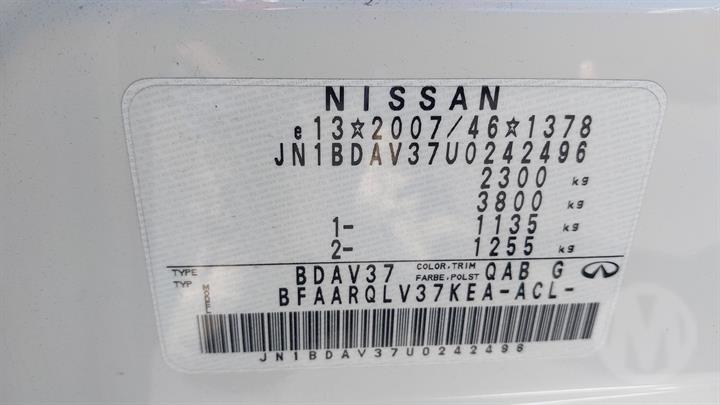 NISSAN
e13☆2007/46☆1378
JN1BDAV37U0242496
2300 kg
3800 kg
1- 1135 kg
2- 1255 kg
TYPE TYP BDAV37 COLOR,TRIM FARBE,POLST QAB G
MODEL BFAARQLV37KEA-ACL-
JN1BDAV37U0242496
M